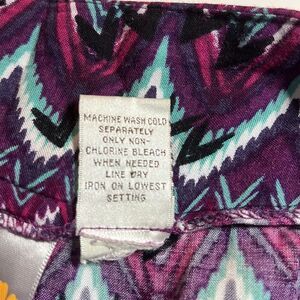 MACHINE WASH COLD
SEPARATELY
ONLY NON-
CHLORINE BLEACH
WHEN NEEDED
LINE DRY
IRON ON LOWEST
SETTING